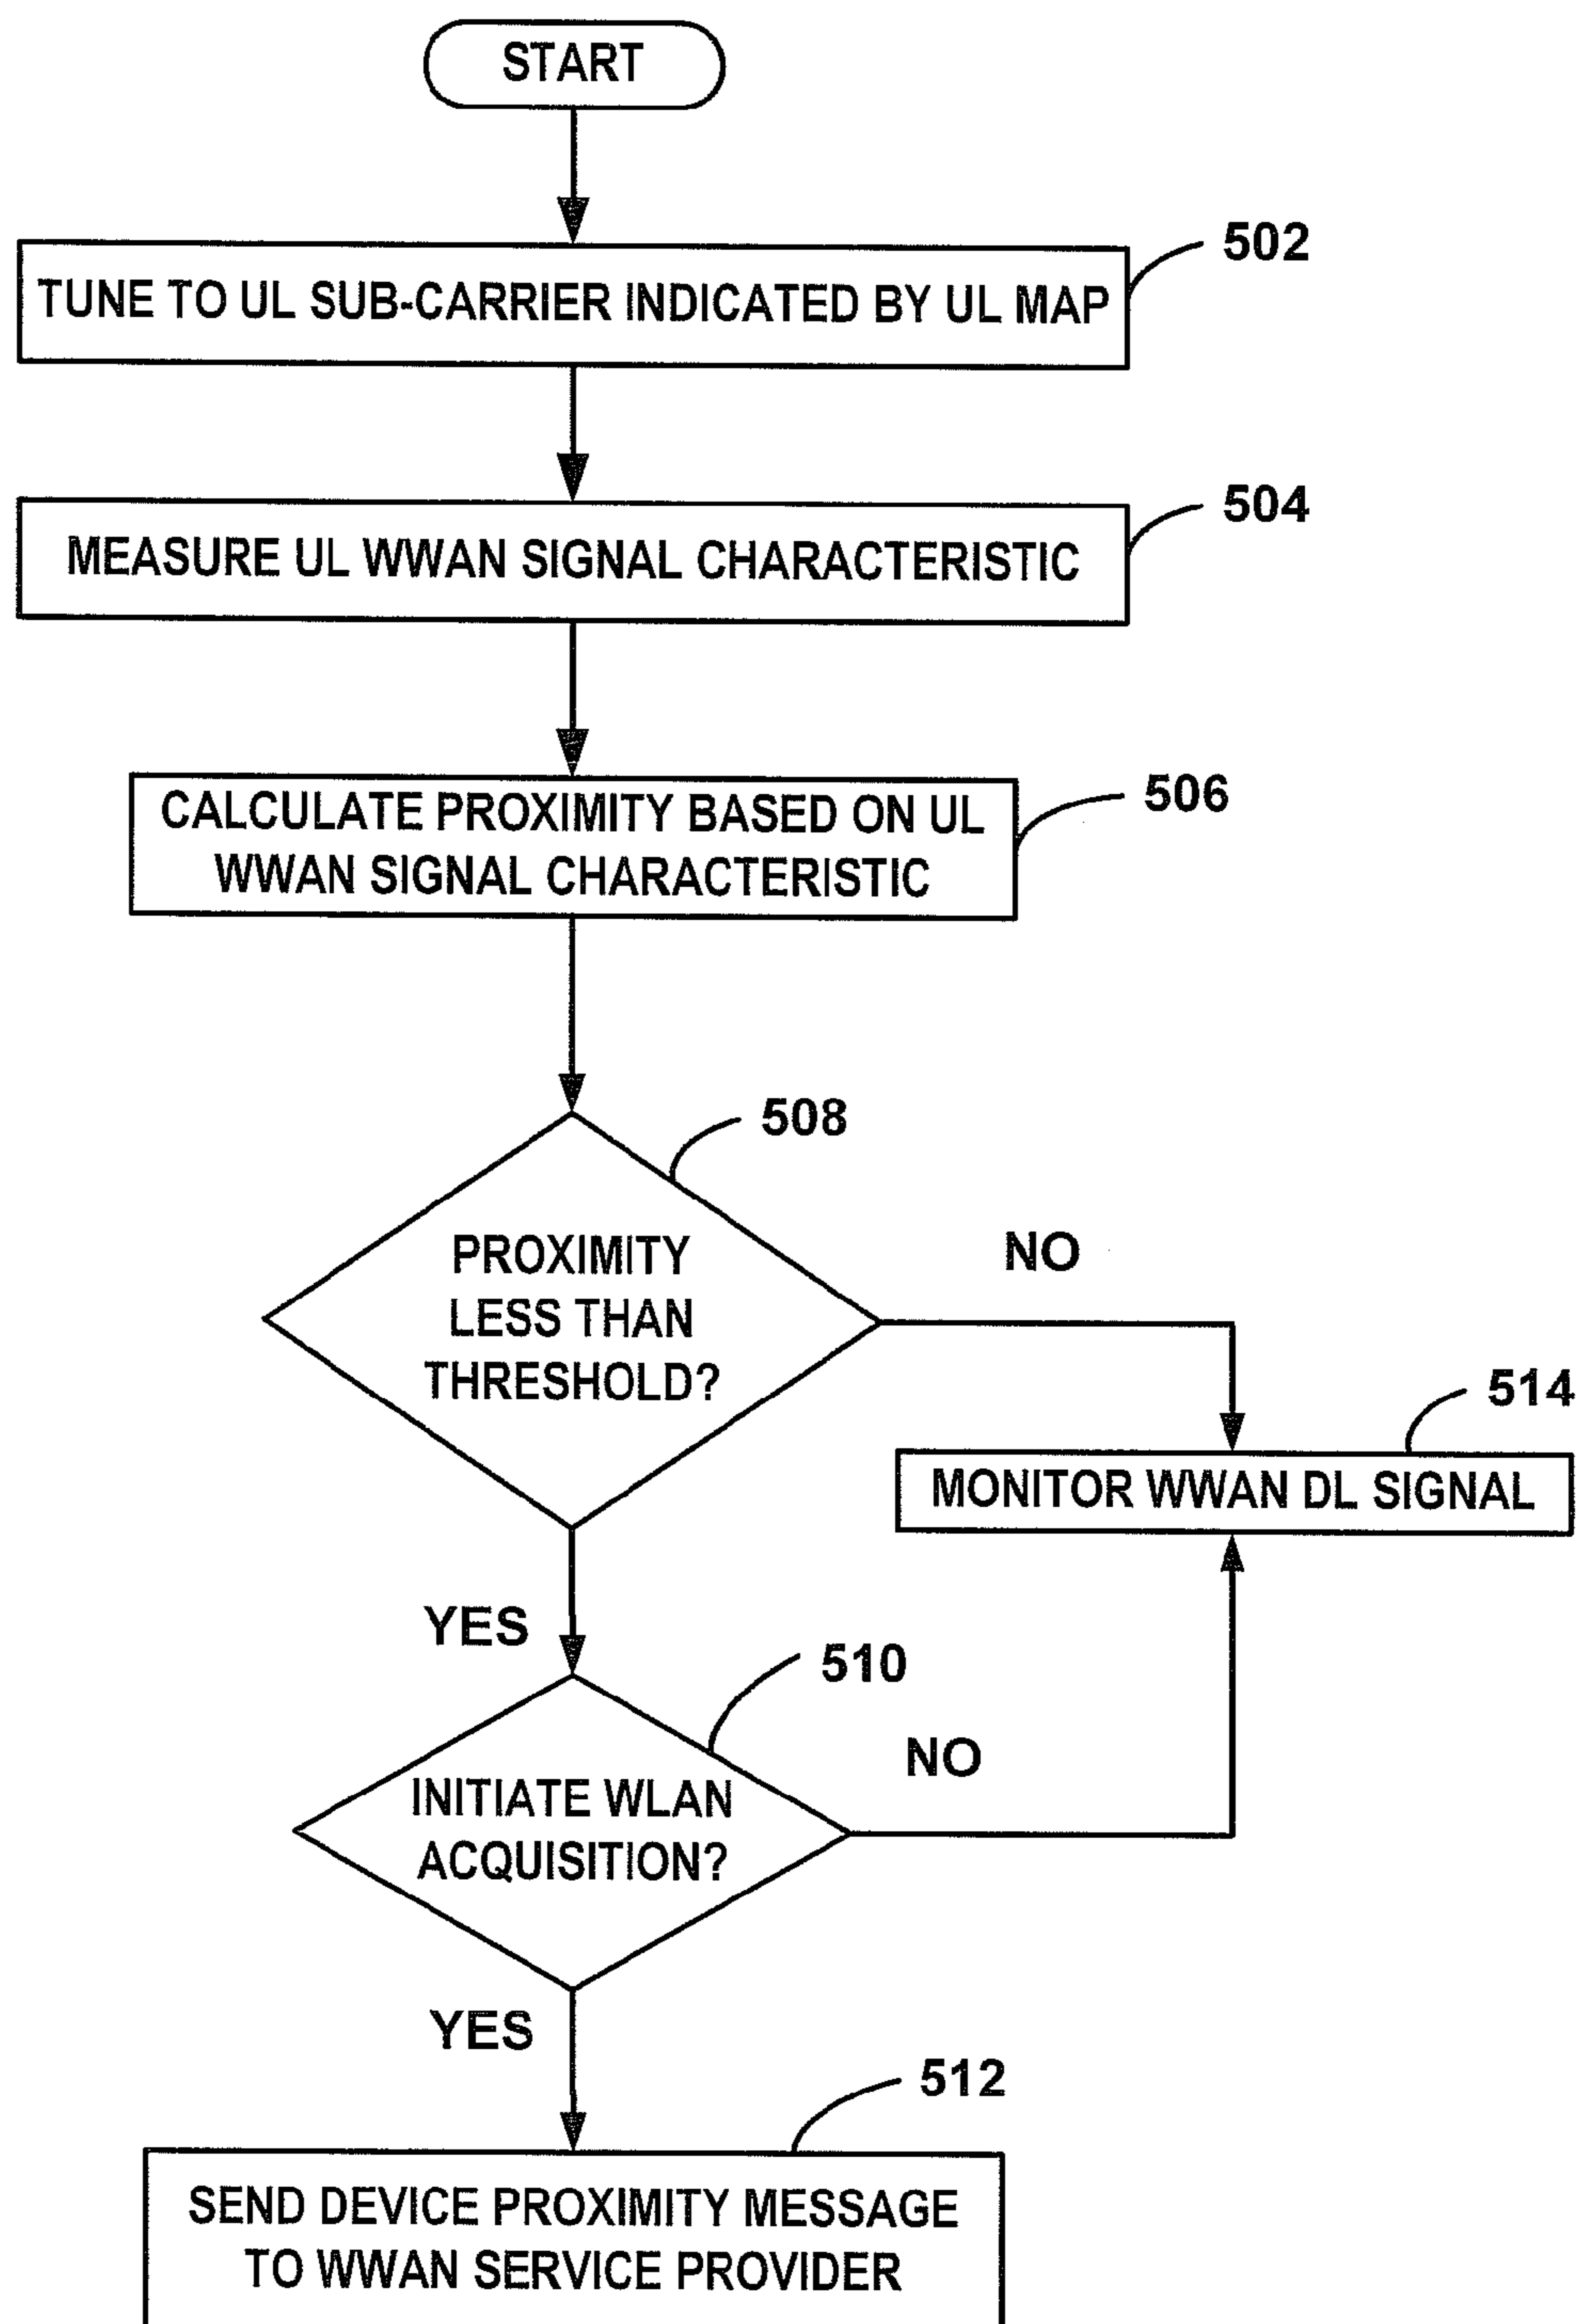 START
502
TUNE TO UL SUB-CARRIER INDICATED BY UL MAP
504
MEASURE UL WWAN SIGNAL CHARACTERISTIC
506
CALCULATE PROXIMITY BASED ON UL
WWAN SIGNAL CHARACTERISTIC
508
PROXIMITY
LESS THAN
THRESHOLD?
NO
514
MONITOR WWAN DL SIGNAL
YES
510
INITIATE WLAN
ACQUISITION?
NO
YES
512
SEND DEVICE PROXIMITY MESSAGE
TO WWAN SERVICE PROVIDER